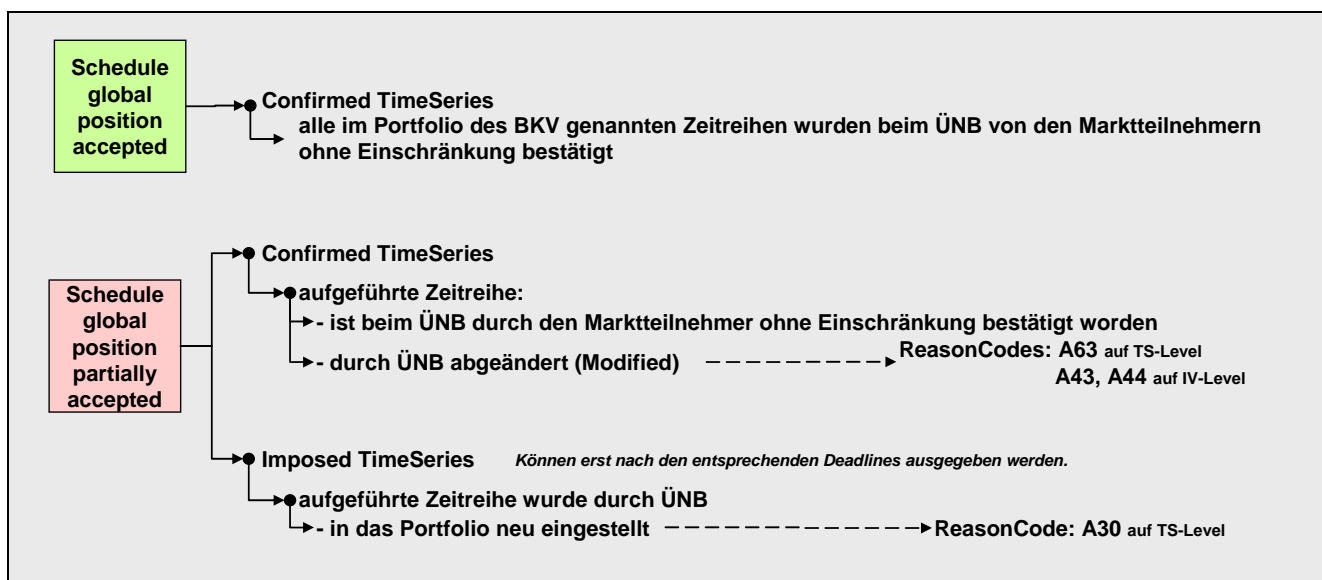 Schedule
global
position
accepted
Confirmed TimeSeries
alle im Portfolio des BKV genannten Zeitreihen wurden beim ÜNB von den Marktteilnehmern
ohne Einschränkung bestätigt
Schedule
global
position
partially
accepted
Confirmed TimeSeries
aufgeführte Zeitreihe:
- ist beim ÜNB durch den Marktteilnehmer ohne Einschränkung bestätigt worden
- durch ÜNB abgeändert (Modified) ReasonCodes: A63 auf TS-Level
A43, A44 auf IV-Level
Imposed TimeSeries Können erst nach den entsprechenden Deadlines ausgegeben werden.
aufgeführte Zeitreihe wurde durch ÜNB
- in das Portfolio neu eingestellt ReasonCode: A30 auf TS-Level